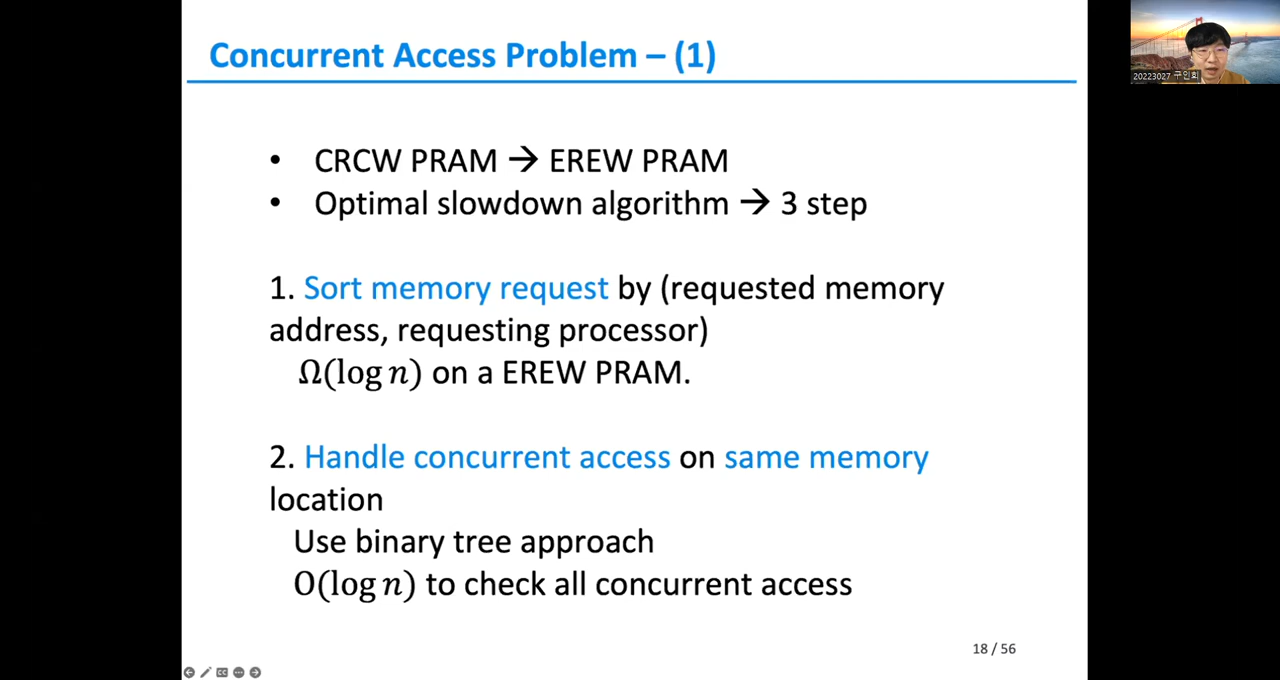 Concurrent Access Problem – (1)
20223027 구인회
• CRCW PRAM → EREW PRAM
• Optimal slowdown algorithm → 3 step
1. Sort memory request by (requested memory
address, requesting processor)
Ω(log n) on a EREW PRAM.
2. Handle concurrent access on same memory
location
Use binary tree approach
O(log n) to check all concurrent access
18 / 56